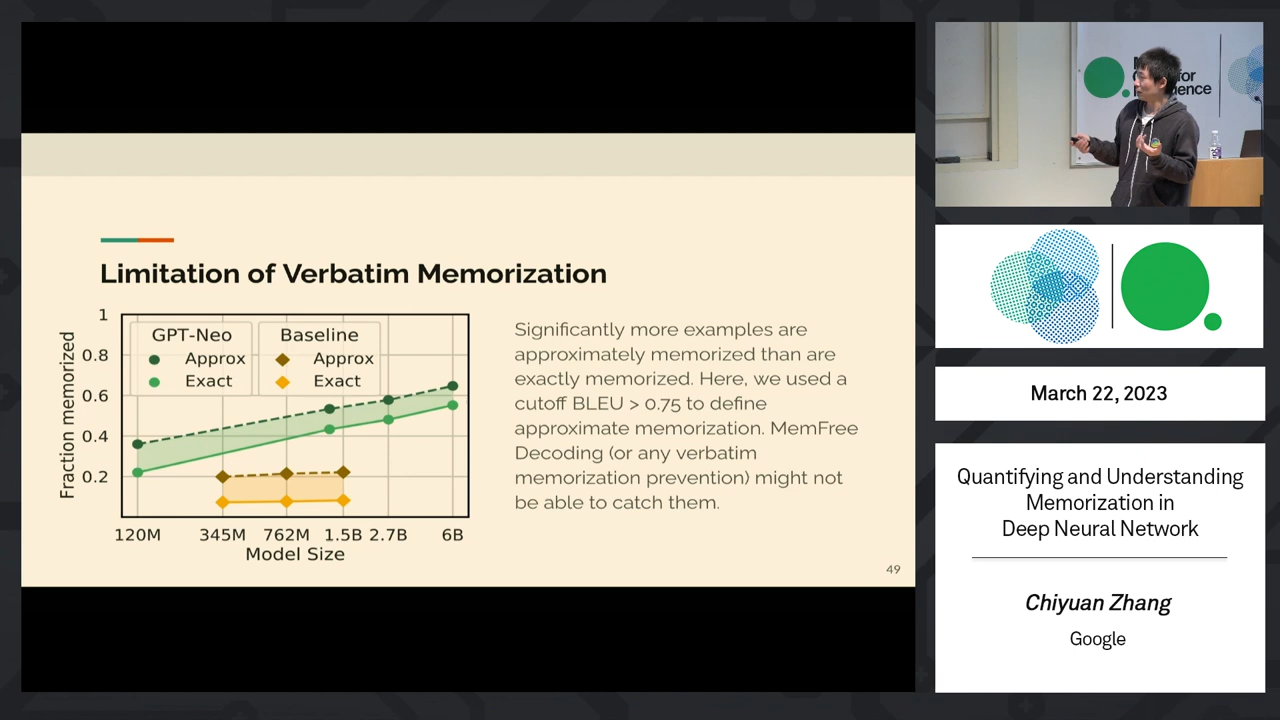 Limitation of Verbatim Memorization
1
0.8
0.6
0.4
0.2
Fraction memorized
GPT-Neo
Approx
Exact
Baseline
Approx
Exact
120M 345M 762M 1.5B 2.7B 6B
Model Size
Significantly more examples are
approximately memorized than are
exactly memorized. Here, we used a
cutoff BLEU > 0.75 to define
approximate memorization. MemFree
Decoding (or any verbatim
memorization prevention) might not
be able to catch them.
49
for
March 22, 2023
Quantifying and Understanding
Memorization in
Deep Neural Network
Chiyuan Zhang
Google